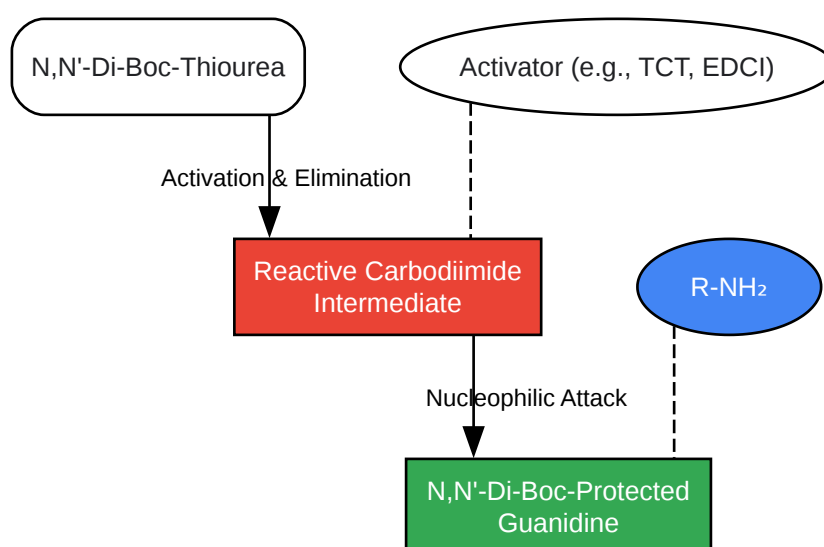 N,N'-Di-Boc-Thiourea
Activator (e.g., TCT, EDCI)
Activation & Elimination
Reactive Carbodiimide
Intermediate
R-NH₂
Nucleophilic Attack
N,N'-Di-Boc-Protected
Guanidine